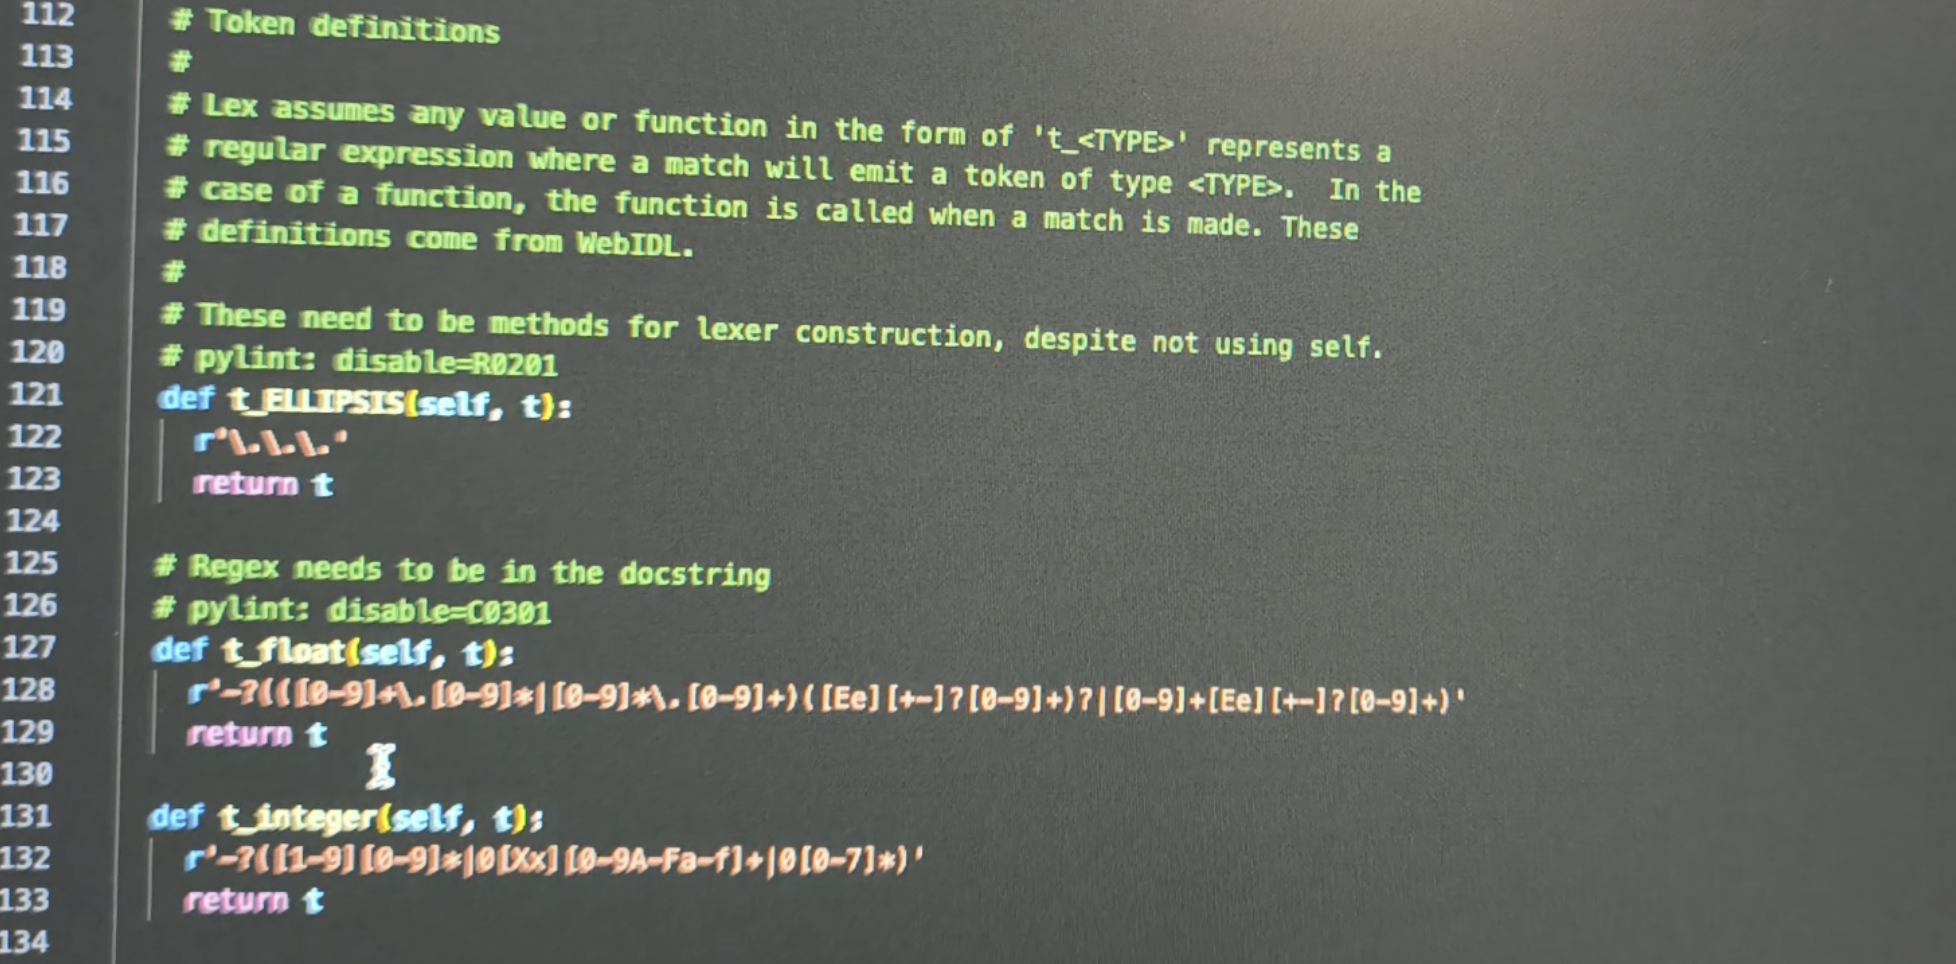 112 # Token definitions
113 #
114 # Lex assumes any value or function in the form of 't_<TYPE>' represents a
115 # regular expression where a match will emit a token of type <TYPE>.  In the
116 # case of a function, the function is called when a match is made. These
117 # definitions come from WebIDL.
118 #
119 # These need to be methods for lexer construction, despite not using self.
120 # pylint: disable=R0201
121 def t_ELLIPSIS(self, t):
122   r'\.\.\.'
123   return t
124
125 # Regex needs to be in the docstring
126 # pylint: disable=C0301
127 def t_float(self, t):
128   r'-?(([0-9]+\.[0-9]*|[0-9]*\.[0-9]+)([Ee][+-]?[0-9]+)?|[0-9]+[Ee][+-]?[0-9]+)'
129   return t
130
131 def t_integer(self, t):
132   r'-?([1-9][0-9]*|0[Xx][0-9A-Fa-f]+|0[0-7]*)'
133   return t
134